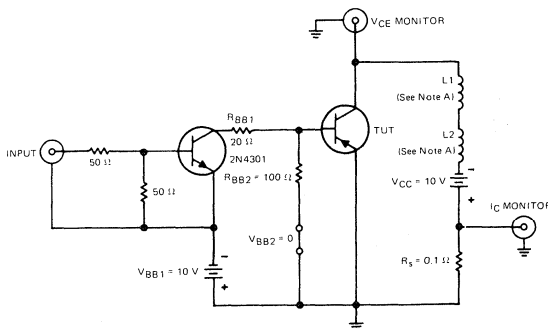 VCE MONITOR
L1
(See Note A)
RBB1
20 Ω
TUT
L2
(See Note A)
INPUT
50 Ω
2N4301
RBB2 = 100 Ω
VCC = 10 V
-
+
50 Ω
IC MONITOR
VBB2 = 0
Rs = 0.1 Ω
-
VBB1 = 10 V
+